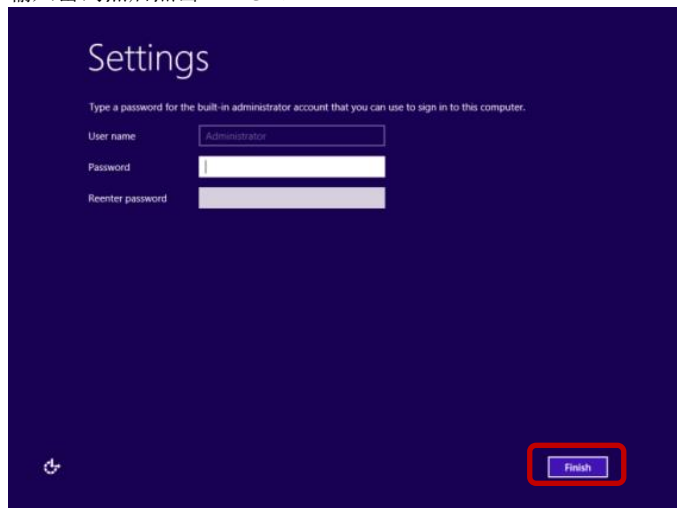 Settings
Type a password for the built-in administrator account that you can use to sign in to this computer.
User name
Administrator
Password
Reenter password
Finish